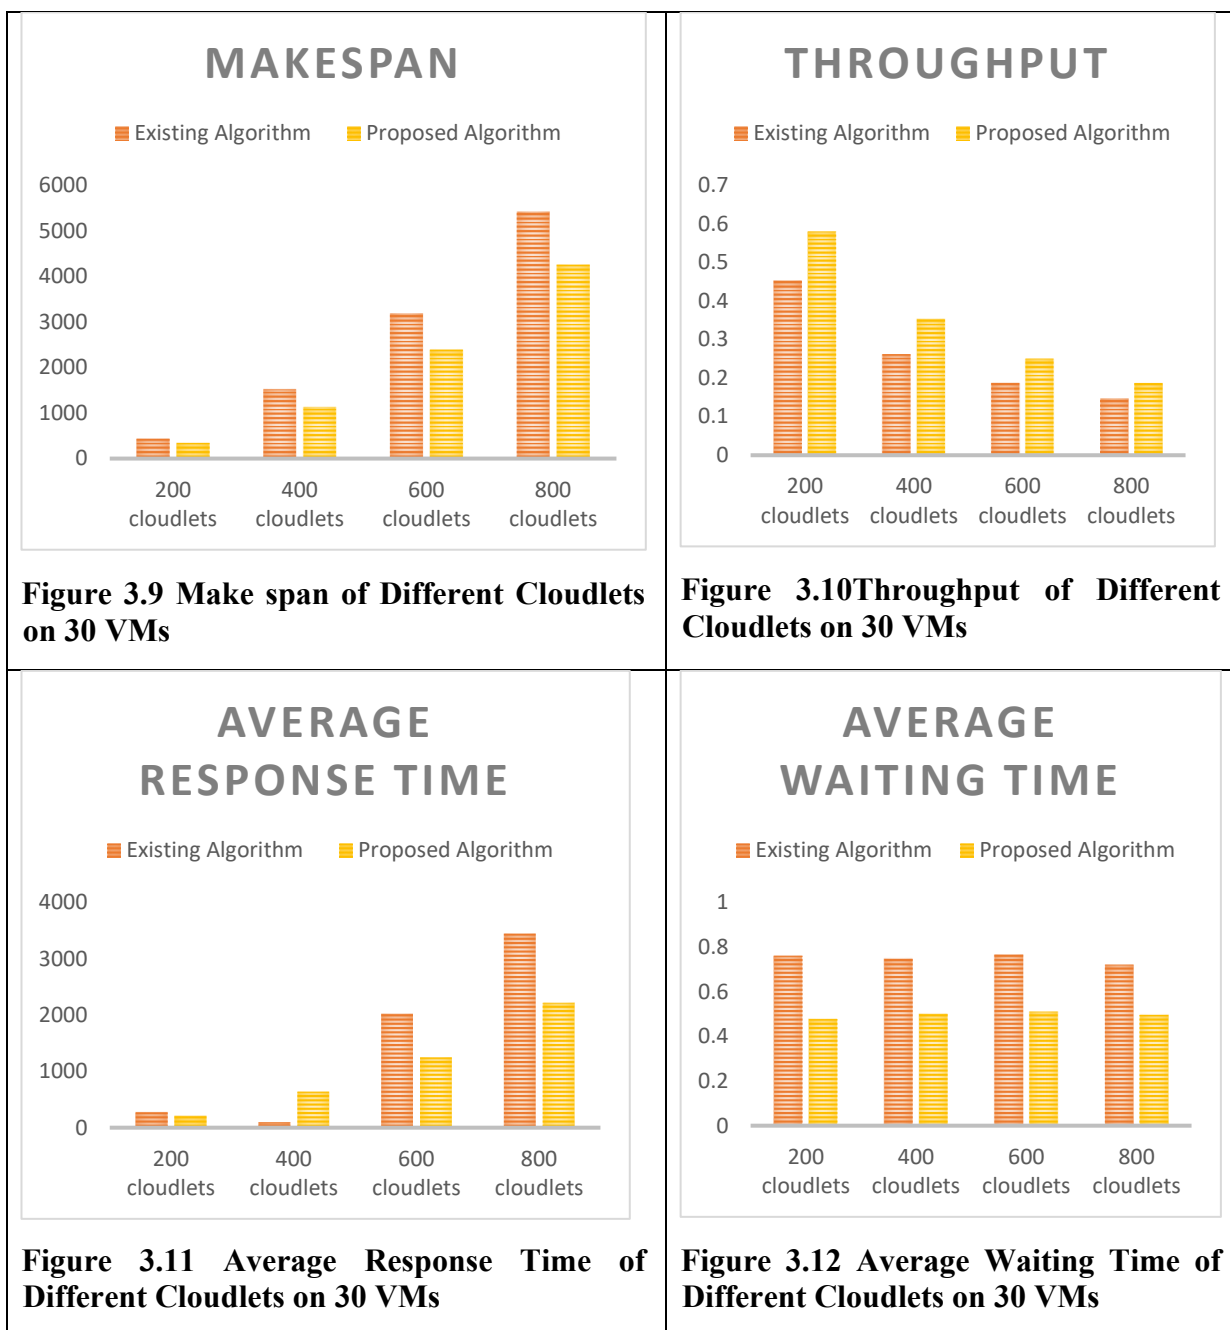 MAKESPAN
Existing Algorithm Proposed Algorithm
6000
5000
4000
3000
2000
1000
0
200 400 600 800
cloudlets cloudlets cloudlets cloudlets
Figure 3.9 Make span of Different Cloudlets
on 30 VMs
THROUGHPUT
Existing Algorithm Proposed Algorithm
0.7
0.6
0.5
0.4
0.3
0.2
0.1
0
200 400 600 800
cloudlets cloudlets cloudlets cloudlets
Figure 3.10Throughput of Different
Cloudlets on 30 VMs
AVERAGE
RESPONSE TIME
Existing Algorithm Proposed Algorithm
4000
3000
2000
1000
0
200 400 600 800
cloudlets cloudlets cloudlets cloudlets
Figure 3.11 Average Response Time of
Different Cloudlets on 30 VMs
AVERAGE
WAITING TIME
Existing Algorithm Proposed Algorithm
1
0.8
0.6
0.4
0.2
0
200 400 600 800
cloudlets cloudlets cloudlets cloudlets
Figure 3.12 Average Waiting Time of
Different Cloudlets on 30 VMs